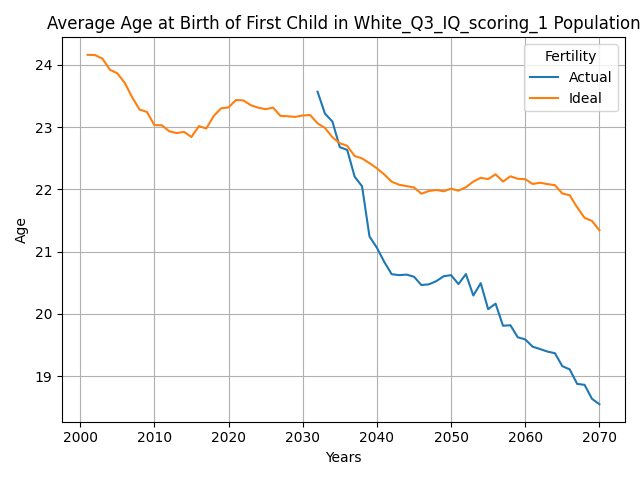 Average Age at Birth of First Child in White_Q3_IQ_scoring_1 Population
Fertility
Actual
Ideal
Age
24
23
22
21
20
19
2000 2010 2020 2030 2040 2050 2060 2070
Years